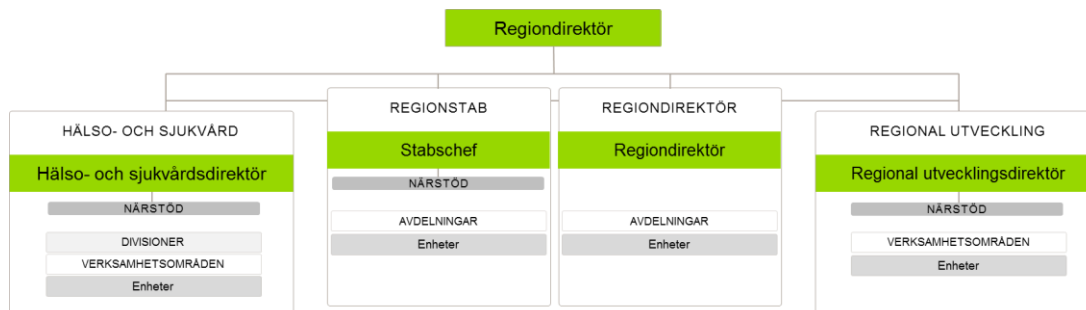 Regiondirektör
HÄLSO- OCH SJUKVÅRD
Hälso- och sjukvårdsdirektör
NÄRSTÖD
DIVISIONER
VERKSAMHETSOMRÅDEN
Enheter
REGIONSTAB
Stabschef
NÄRSTÖD
AVDELNINGAR
Enheter
REGIONDIREKTÖR
Regiondirektör
AVDELNINGAR
Enheter
REGIONAL UTVECKLING
Regional utvecklingsdirektör
NÄRSTÖD
VERKSAMHETSOMRÅDEN
Enheter